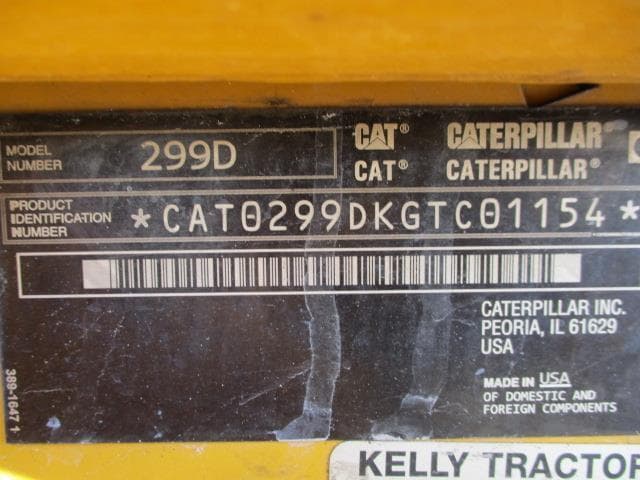 MODEL NUMBER 299D CAT® CATERPILLAR®
CAT® CATERPILLAR®
PRODUCT IDENTIFICATION NUMBER *CAT0299DKGTC01154*
CATERPILLAR INC.
PEORIA, IL 61629
USA
MADE IN USA
OF DOMESTIC AND
FOREIGN COMPONENTS
389-1647 1
KELLY TRACTOR